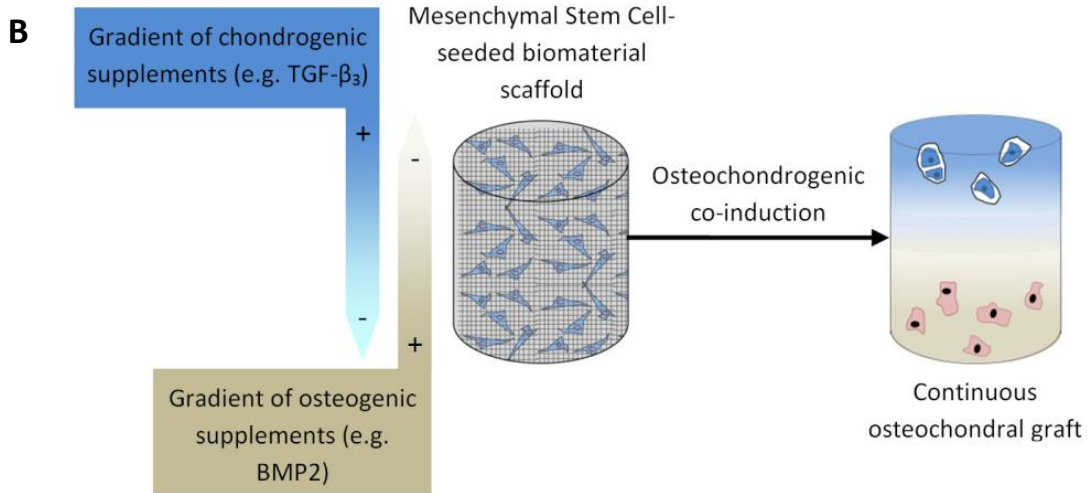 B
Gradient of chondrogenic
supplements (e.g. TGF-β₃)
+
-
Mesenchymal Stem Cell-
seeded biomaterial
scaffold
-
+
Gradient of osteogenic
supplements (e.g.
BMP2)
Osteochondrogenic
co-induction
Continuous
osteochondral graft